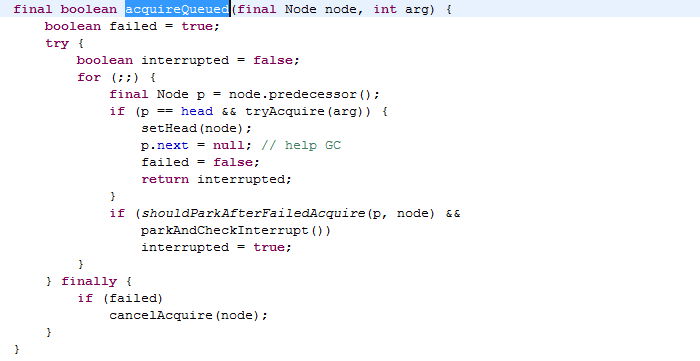 final boolean acquireQueued(final Node node, int arg) {
    boolean failed = true;
    try {
        boolean interrupted = false;
        for (;;) {
            final Node p = node.predecessor();
            if (p == head && tryAcquire(arg)) {
                setHead(node);
                p.next = null; // help GC
                failed = false;
                return interrupted;
            }
            if (shouldParkAfterFailedAcquire(p, node) &&
                parkAndCheckInterrupt())
                interrupted = true;
        }
    } finally {
        if (failed)
            cancelAcquire(node);
    }
}